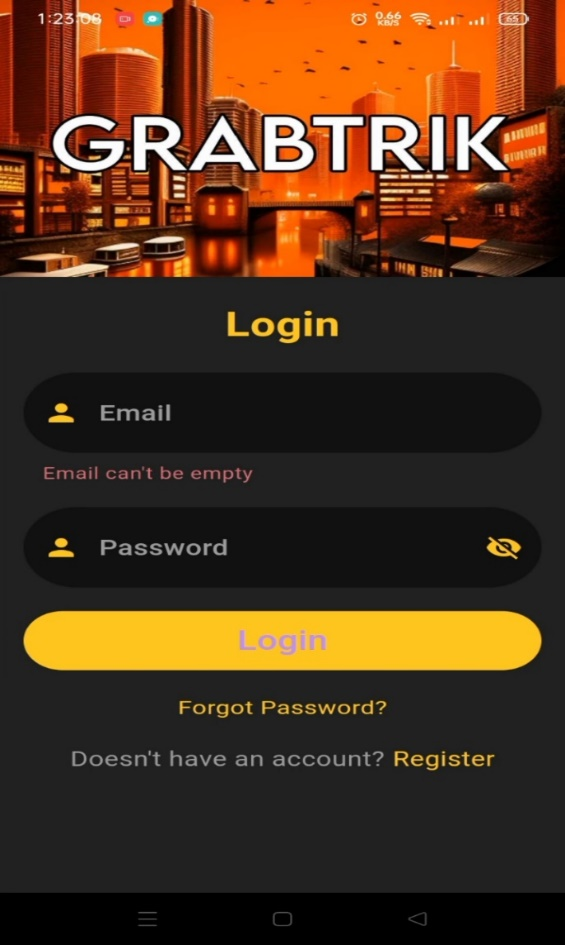 1:23:08 0.66 KB/S 65
GRABTRIK
Login
Email
Email can't be empty
Password
Login
Forgot Password?
Doesn't have an account? Register